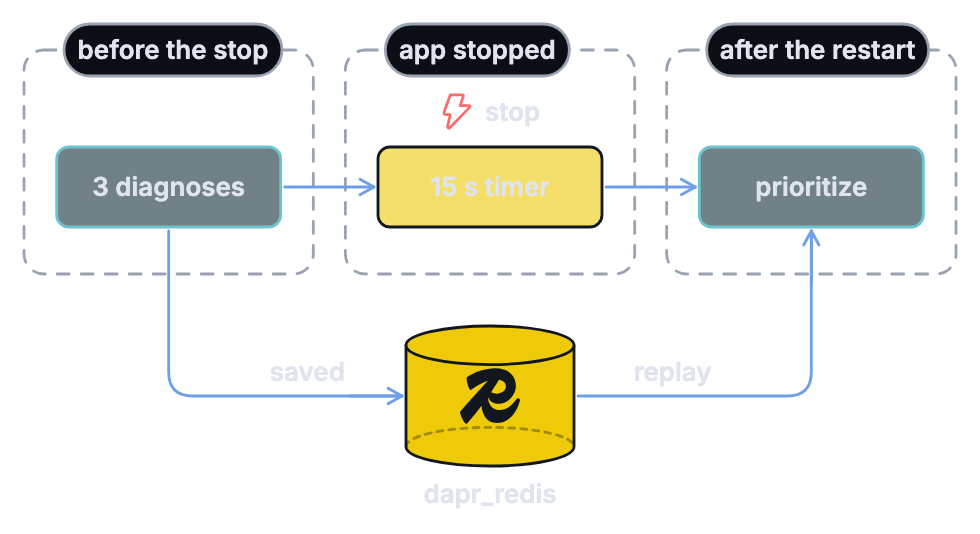 before the stop
app stopped
after the restart
stop
3 diagnoses
15 s timer
prioritize
saved
replay
dapr_redis